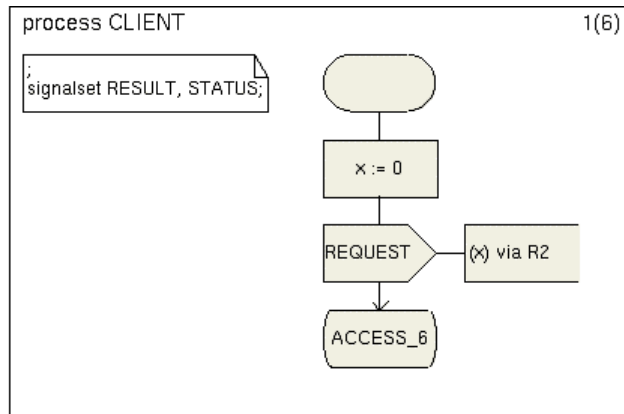 process CLIENT
1(6)
;
signalset RESULT, STATUS;
x := 0
REQUEST
(x) via R2
ACCESS_6